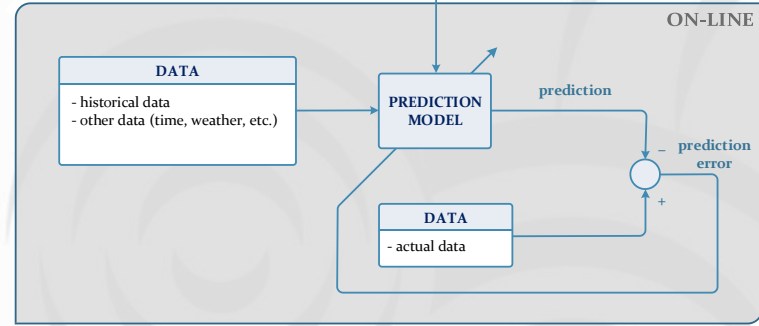 ON-LINE
DATA
- historical data
- other data (time, weather, etc.)
PREDICTION
MODEL
prediction
−
prediction
error
+
DATA
- actual data